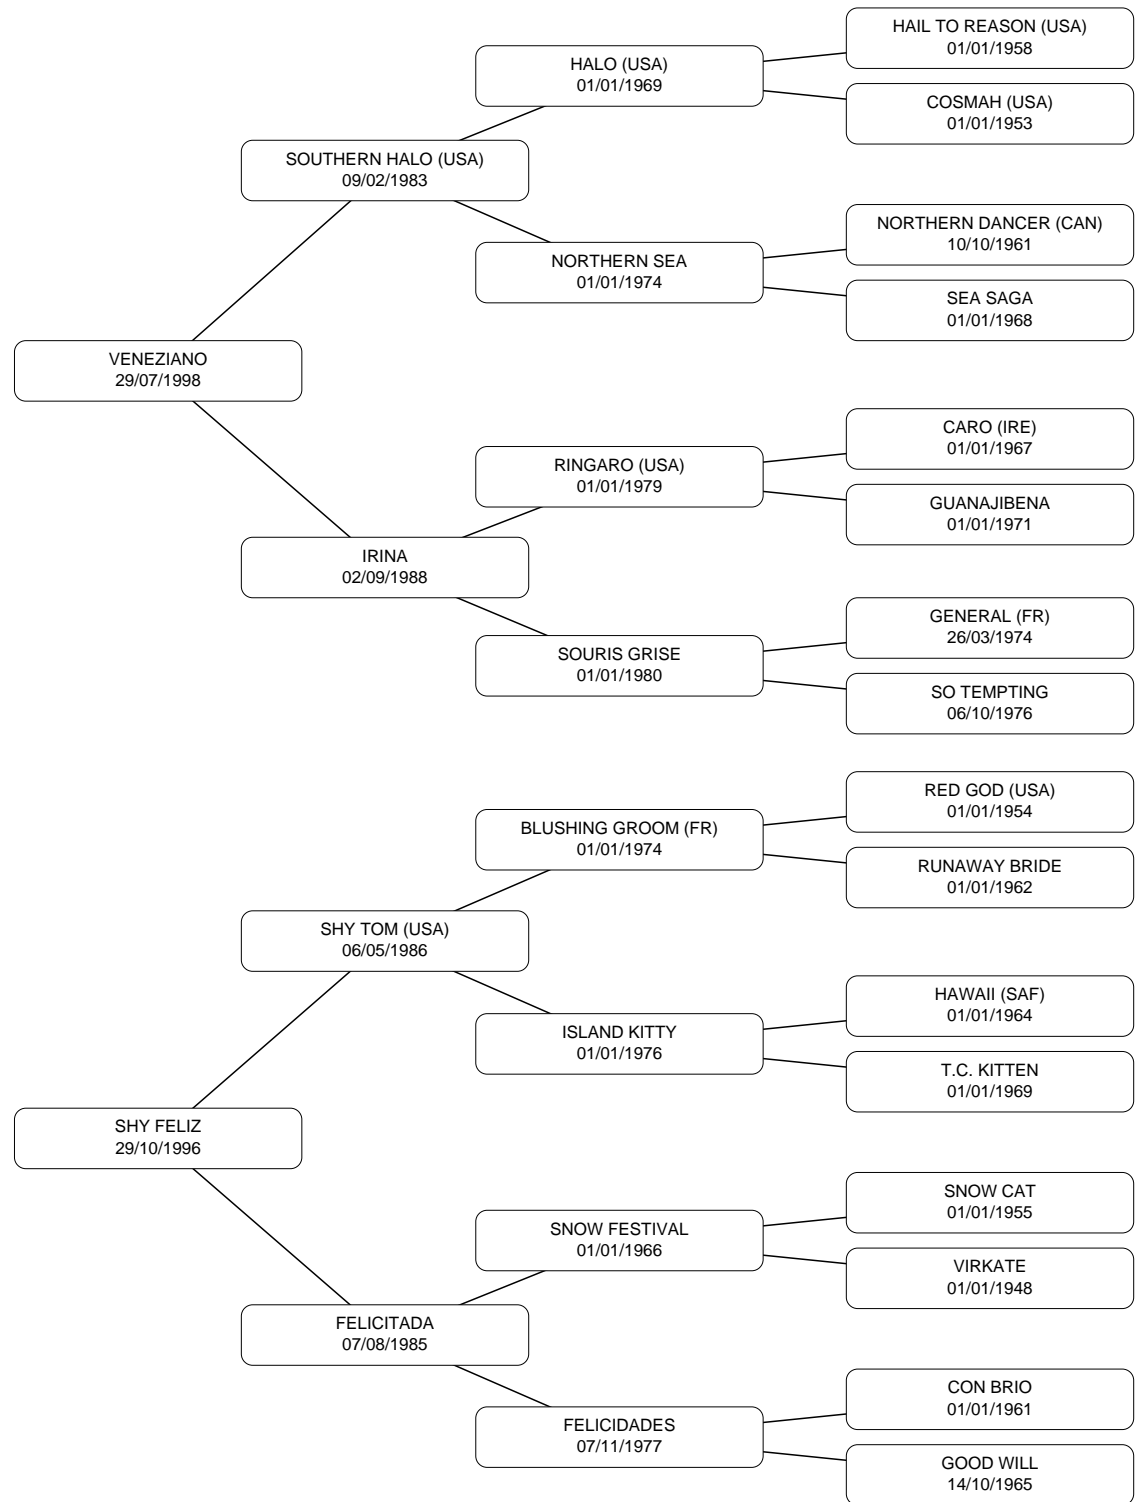 HAIL TO REASON (USA)
01/01/1958
HALO (USA)
01/01/1969
COSMAH (USA)
01/01/1953
SOUTHERN HALO (USA)
09/02/1983
NORTHERN DANCER (CAN)
10/10/1961
NORTHERN SEA
01/01/1974
SEA SAGA
01/01/1968
VENEZIANO
29/07/1998
CARO (IRE)
01/01/1967
RINGARO (USA)
01/01/1979
GUANAJIBENA
01/01/1971
IRINA
02/09/1988
GENERAL (FR)
26/03/1974
SOURIS GRISE
01/01/1980
SO TEMPTING
06/10/1976
RED GOD (USA)
01/01/1954
BLUSHING GROOM (FR)
01/01/1974
RUNAWAY BRIDE
01/01/1962
SHY TOM (USA)
06/05/1986
HAWAII (SAF)
01/01/1964
ISLAND KITTY
01/01/1976
T.C. KITTEN
01/01/1969
SHY FELIZ
29/10/1996
SNOW CAT
01/01/1955
SNOW FESTIVAL
01/01/1966
VIRKATE
01/01/1948
FELICITADA
07/08/1985
CON BRIO
01/01/1961
FELICIDADES
07/11/1977
GOOD WILL
14/10/1965